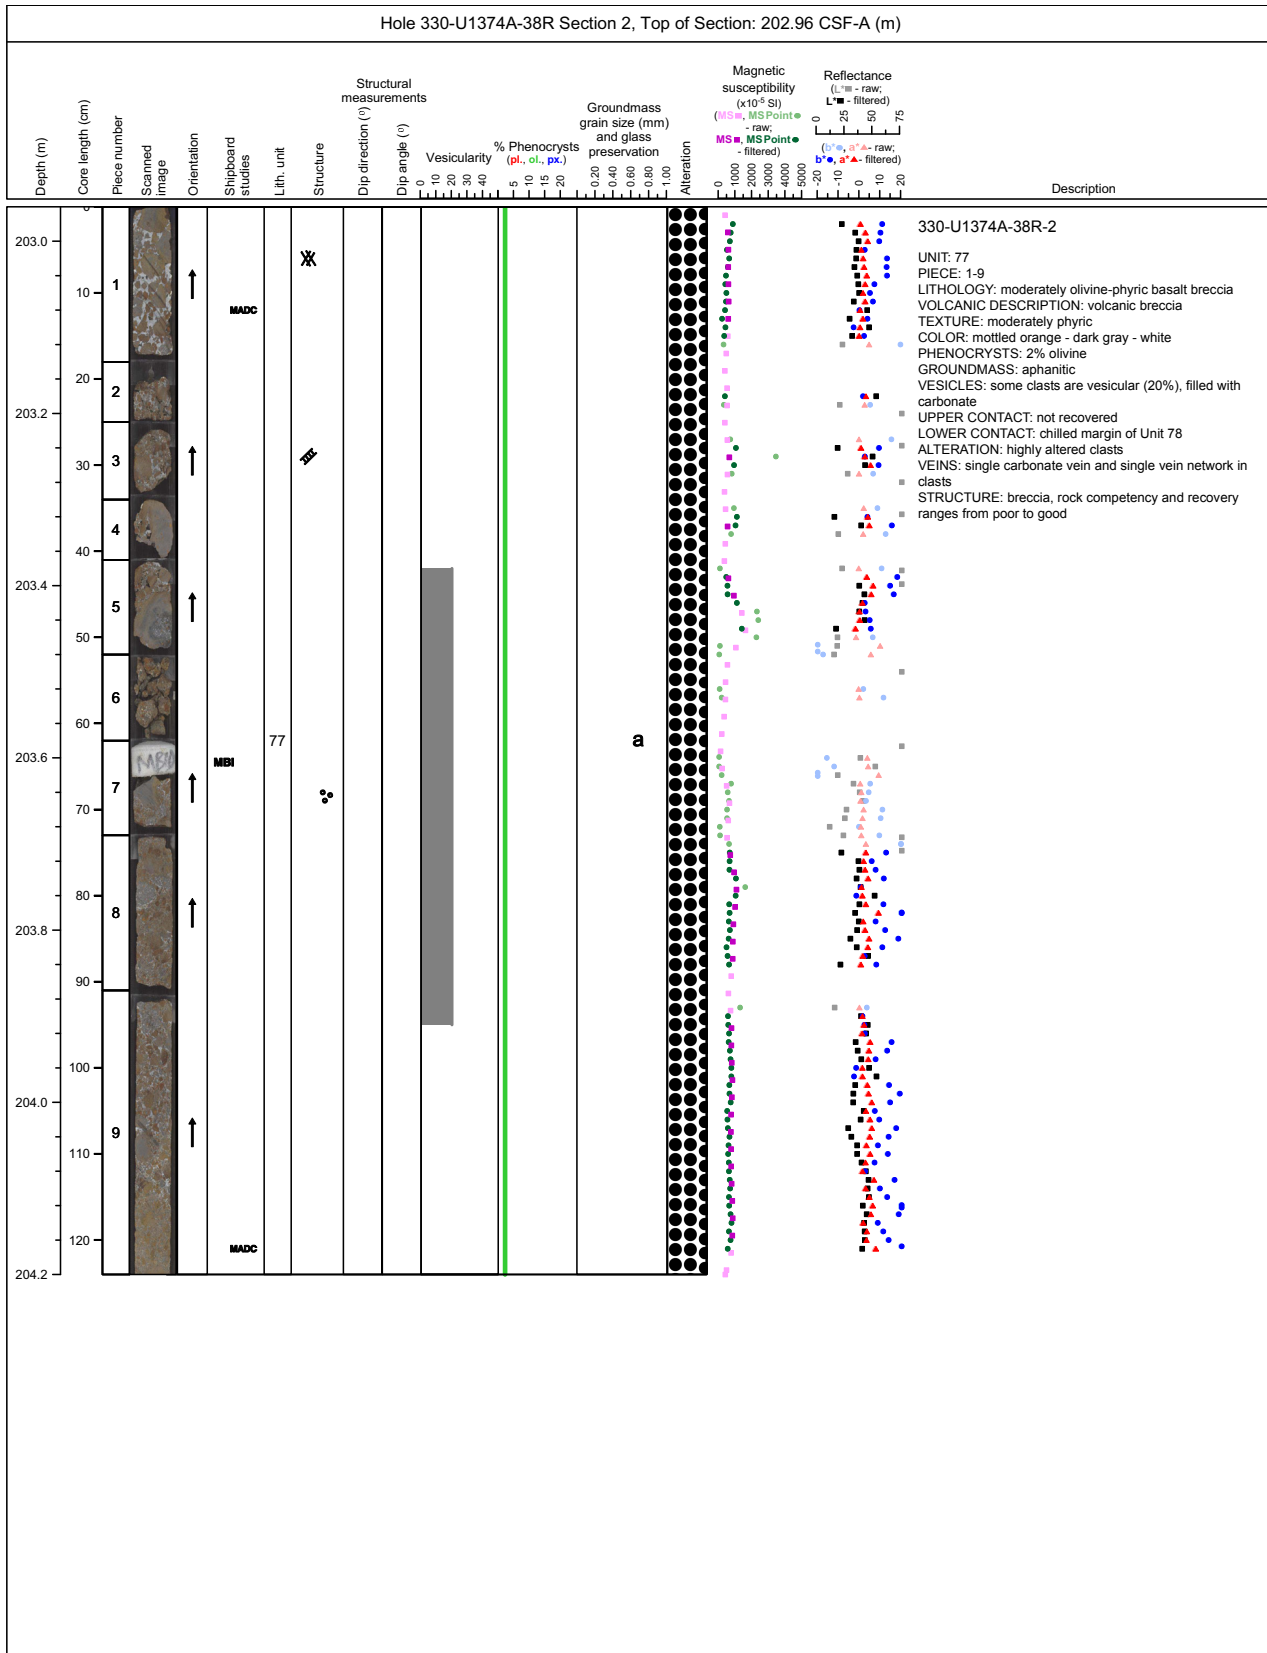 Hole 330-U1374A-38R Section 2, Top of Section: 202.96 CSF-A (m)
Depth (m)
Core length (cm)
Piece number
Scanned
image
Orientation
Shipboard
studies
Lith. unit
Structure
Structural
measurements
Dip direction (º)
Dip angle (º)
Vesicularity
0 10 20 30 40
% Phenocrysts
(pl., ol., px.)
5 10 15 20
Groundmass
grain size (mm)
and glass
preservation
0.20 0.40 0.60 0.80 1.00
Alteration
Magnetic
susceptibility
(x10-5 SI)
(MS■, MSPoint●
- raw;
MS■, MSPoint●
- filtered)
0 1000 2000 3000 4000 5000
Reflectance
(L*■ - raw;
L*■ - filtered)
0 25 50 75
(b*●, a*▲- raw;
b*●, a*▲- filtered)
-20 -10 0 10 20
Description
203.0
203.2
203.4
203.6
203.8
204.0
204.2
0
10
20
30
40
50
60
70
80
90
100
110
120
1
2
3
4
5
6
7
8
9
MBI
MADC
MBI
MADC
77
a
330-U1374A-38R-2
UNIT: 77
PIECE: 1-9
LITHOLOGY: moderately olivine-phyric basalt breccia
VOLCANIC DESCRIPTION: volcanic breccia
TEXTURE: moderately phyric
COLOR: mottled orange - dark gray - white
PHENOCRYSTS: 2% olivine
GROUNDMASS: aphanitic
VESICLES: some clasts are vesicular (20%), filled with
carbonate
UPPER CONTACT: not recovered
LOWER CONTACT: chilled margin of Unit 78
ALTERATION: highly altered clasts
VEINS: single carbonate vein and single vein network in
clasts
STRUCTURE: breccia, rock competency and recovery
ranges from poor to good